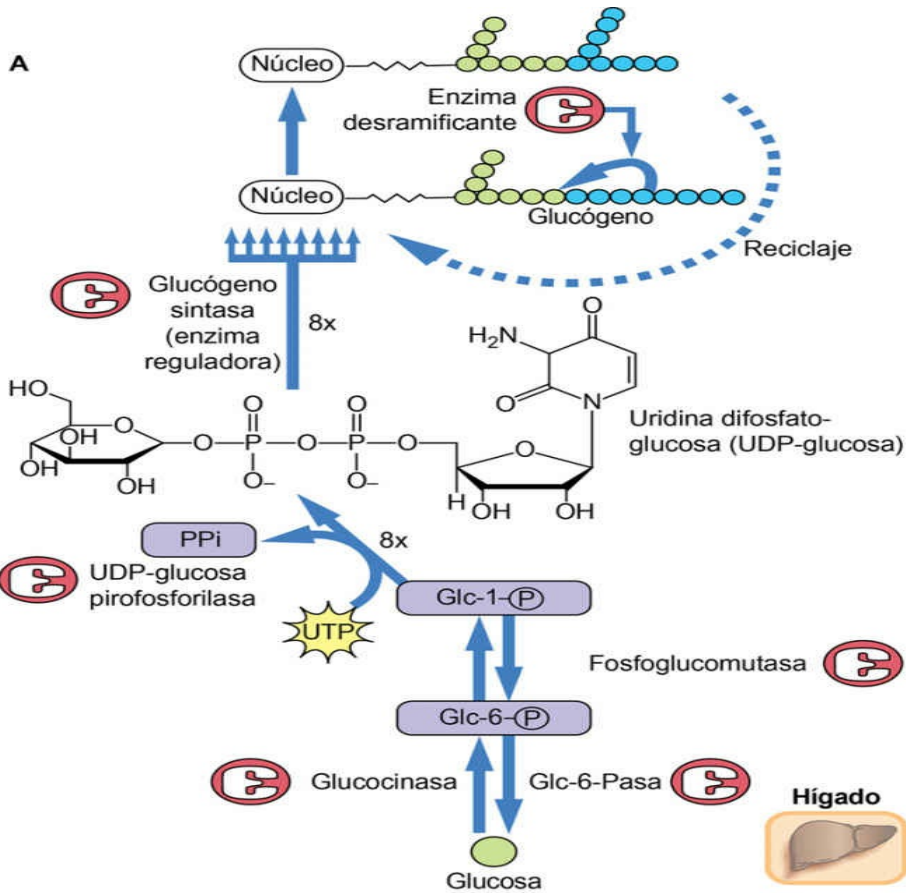 A
Núcleo
Enzima
desramificante
Núcleo
Glucógeno
Reciclaje
Glucógeno
sintasa
(enzima
reguladora)
8x
H₂N
O
O
N
HO
O
OH
HO
OH
OH
O
O
P
O–
O
O
P
O–
O
O
H
OH
OH
Uridina difosfato-
glucosa (UDP-glucosa)
PPi
8x
UDP-glucosa
pirofosforilasa
UTP
Glc-1-P
Fosfoglucomutasa
Glc-6-P
Glucocinasa
Glc-6-Pasa
Hígado
Glucosa